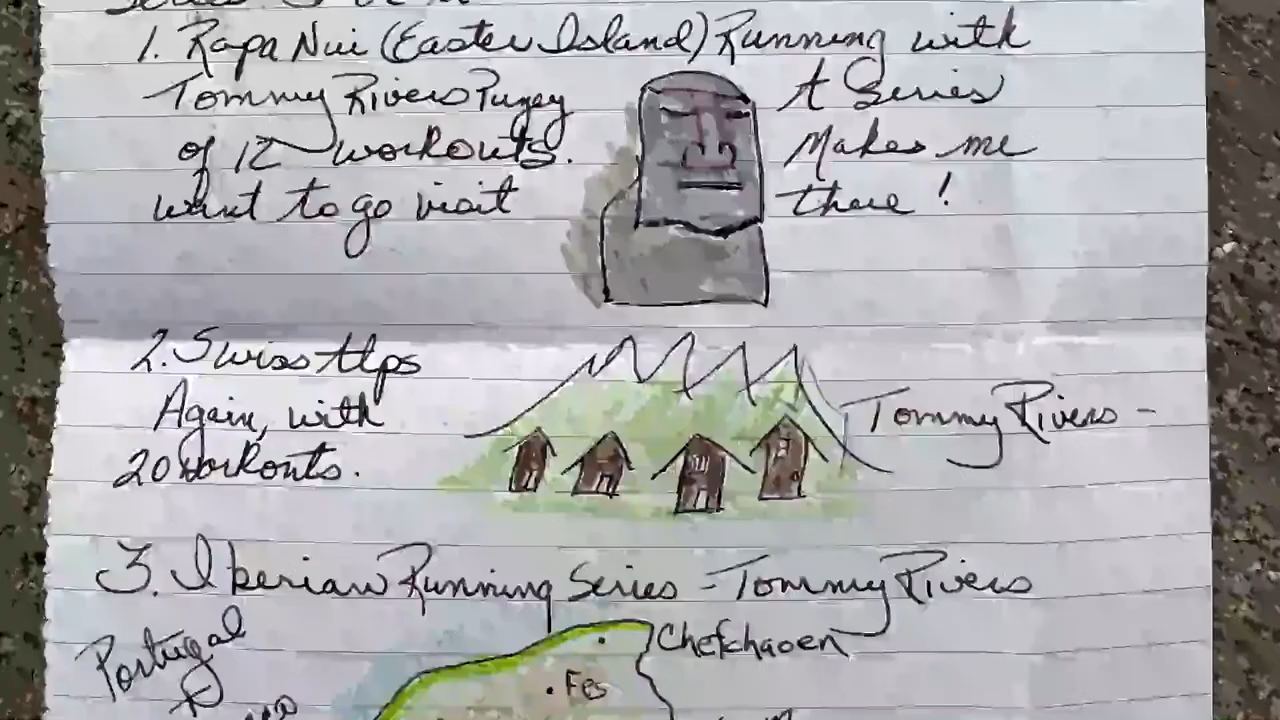 1. Rapa Nui (Easter Island) Running with
Tommy Rivers Puzey A Series
of 12 workouts. Makes me
want to go visit there!
2. Swiss Alps
Again, with Tommy Rivers -
20 workouts.
3. Iberian Running Series - Tommy Rivers
Portugal
Chefchaoen
. Fes